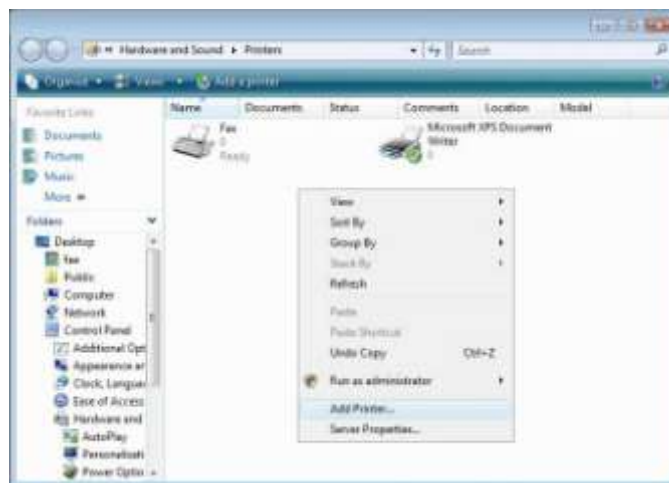 Hardware and Sound ▸ Printers
Search
Organize
Views
Add a printer
Favorite Links
Documents
Pictures
Music
More »
Folders
Desktop
fax
Public
Computer
Network
Control Panel
Additional Opt
Appearance ar
Clock, Languag
Ease of Access
Hardware and
AutoPlay
Personalizati
Power Optio
Name Documents Status Comments Location Model
Fax
0
Ready
Microsoft XPS Document
Writer
0
View
Sort By
Group By
Stack By
Refresh
Paste
Paste Shortcut
Undo Copy Ctrl+Z
Run as administrator
Add Printer...
Server Properties...